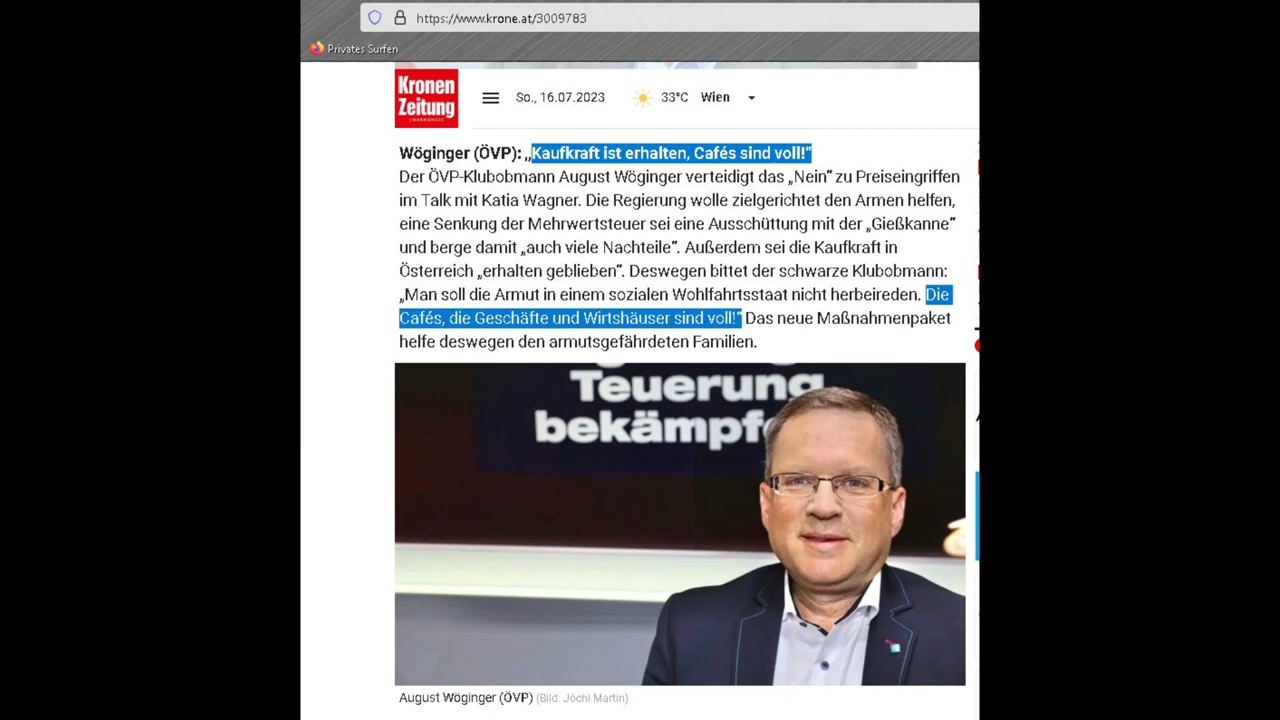 https://www.krone.at/3009783
Privates Surfen
Kronen
Zeitung
So., 16.07.2023 33°C Wien
Wöginger (ÖVP): „Kaufkraft ist erhalten, Cafés sind voll!“
Der ÖVP-Klubobmann August Wöginger verteidigt das „Nein“ zu Preiseingriffen
im Talk mit Katia Wagner. Die Regierung wolle zielgerichtet den Armen helfen,
eine Senkung der Mehrwertsteuer sei eine Ausschüttung mit der „Gießkanne“
und berge damit „auch viele Nachteile“. Außerdem sei die Kaufkraft in
Österreich „erhalten geblieben“. Deswegen bittet der schwarze Klubobmann:
„Man soll die Armut in einem sozialen Wohlfahrtsstaat nicht herbeireden. Die
Cafés, die Geschäfte und Wirtshäuser sind voll!“ Das neue Maßnahmenpaket
helfe deswegen den armutsgefährdeten Familien.
Teuerung
bekämpfe
August Wöginger (ÖVP) (Bild: Jöchl Martin)